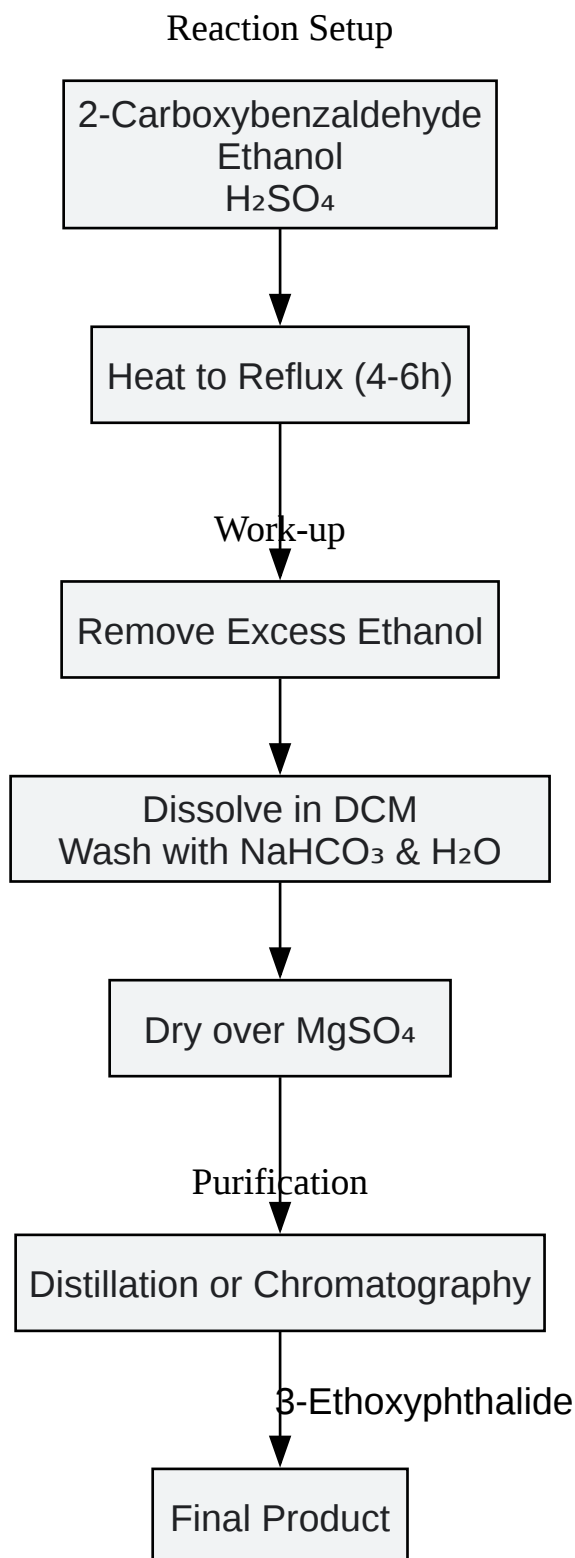 Reaction Setup
2-Carboxybenzaldehyde
Ethanol
H₂SO₄
Heat to Reflux (4-6h)
Work-up
Remove Excess Ethanol
Dissolve in DCM
Wash with NaHCO₃ & H₂O
Dry over MgSO₄
Purification
Distillation or Chromatography
3-Ethoxyphthalide
Final Product